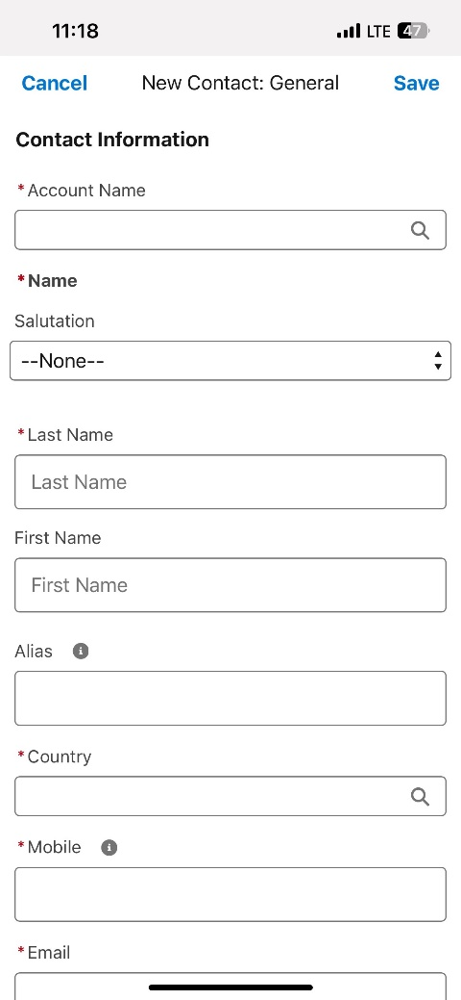 11:18 LTE 47
Cancel New Contact: General Save
Contact Information
*Account Name
*Name
Salutation
--None--
*Last Name
Last Name
First Name
First Name
Alias
*Country
*Mobile
*Email